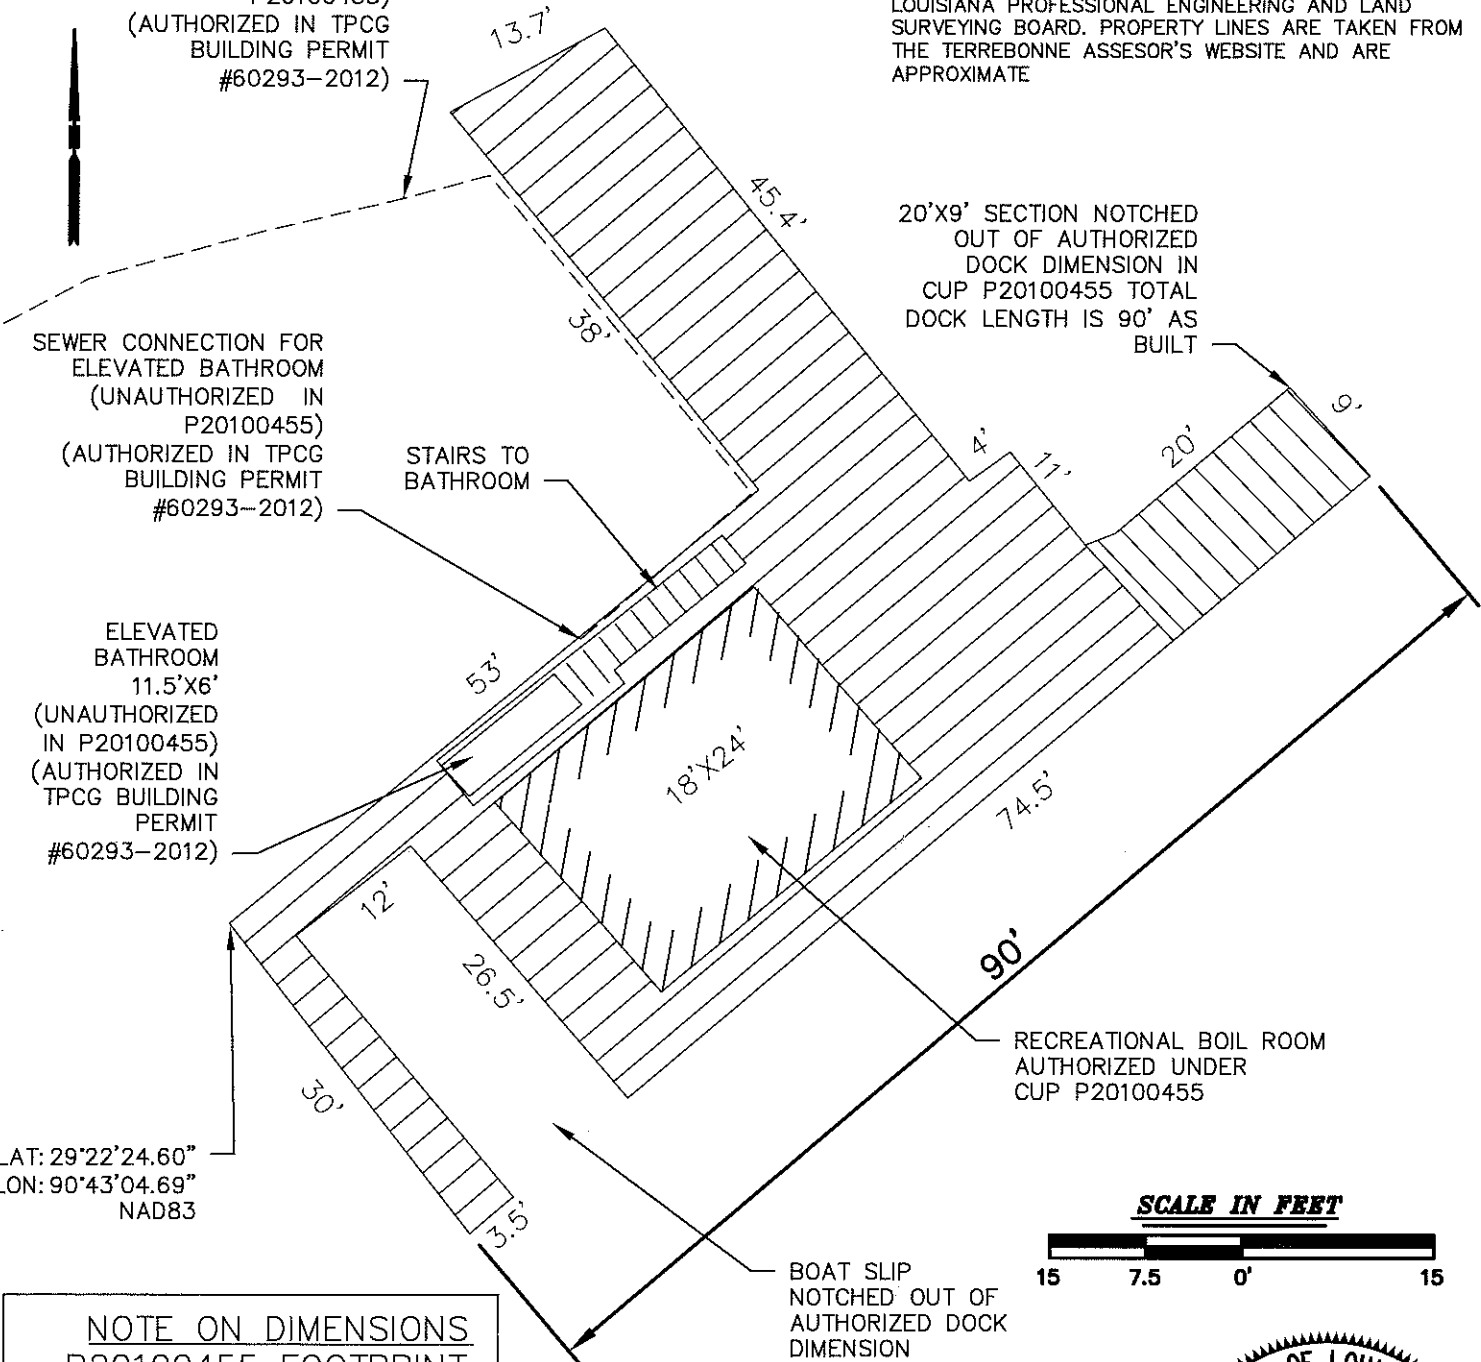 P20100455)
(AUTHORIZED IN TPCG
BUILDING PERMIT
#60293-2012)
LOUISIANA PROFESSIONAL ENGINEERING AND LAND
SURVEYING BOARD. PROPERTY LINES ARE TAKEN FROM
THE TERREBONNE ASSESOR'S WEBSITE AND ARE
APPROXIMATE
13.7'
45.4'
38'
20'X9' SECTION NOTCHED
OUT OF AUTHORIZED
DOCK DIMENSION IN
CUP P20100455 TOTAL
DOCK LENGTH IS 90' AS
BUILT
9'
20'
4'
11'
SEWER CONNECTION FOR
ELEVATED BATHROOM
(UNAUTHORIZED IN
P20100455)
(AUTHORIZED IN TPCG
BUILDING PERMIT
#60293-2012)
STAIRS TO
BATHROOM
53'
ELEVATED
BATHROOM
11.5'X6'
(UNAUTHORIZED
IN P20100455)
(AUTHORIZED IN
TPCG BUILDING
PERMIT
#60293-2012)
18'X24'
74.5'
12'
26.5'
90'
30'
3.5'
RECREATIONAL BOIL ROOM
AUTHORIZED UNDER
CUP P20100455
LAT: 29°22'24.60"
LON: 90°43'04.69"
NAD83
SCALE IN FEET
15 7.5 0' 15
BOAT SLIP
NOTCHED OUT OF
AUTHORIZED DOCK
DIMENSION
NOTE ON DIMENSIONS
P20100455 FOOTPRINT
OF LOU